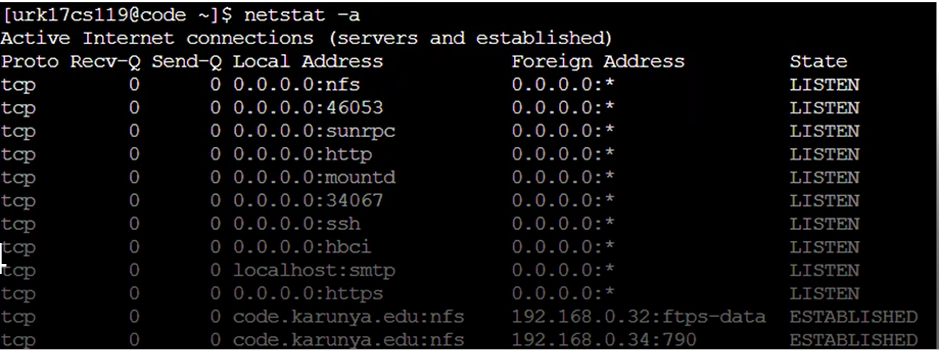 [urk17cs119@code ~]$ netstat -a
Active Internet connections (servers and established)
Proto Recv-Q Send-Q Local Address Foreign Address State
tcp 0 0 0.0.0.0:nfs 0.0.0.0:* LISTEN
tcp 0 0 0.0.0.0:46053 0.0.0.0:* LISTEN
tcp 0 0 0.0.0.0:sunrpc 0.0.0.0:* LISTEN
tcp 0 0 0.0.0.0:http 0.0.0.0:* LISTEN
tcp 0 0 0.0.0.0:mountd 0.0.0.0:* LISTEN
tcp 0 0 0.0.0.0:34067 0.0.0.0:* LISTEN
tcp 0 0 0.0.0.0:ssh 0.0.0.0:* LISTEN
tcp 0 0 0.0.0.0:hbci 0.0.0.0:* LISTEN
tcp 0 0 localhost:smtp 0.0.0.0:* LISTEN
tcp 0 0 0.0.0.0:https 0.0.0.0:* LISTEN
tcp 0 0 code.karunya.edu:nfs 192.168.0.32:ftps-data ESTABLISHED
tcp 0 0 code.karunya.edu:nfs 192.168.0.34:790 ESTABLISHED